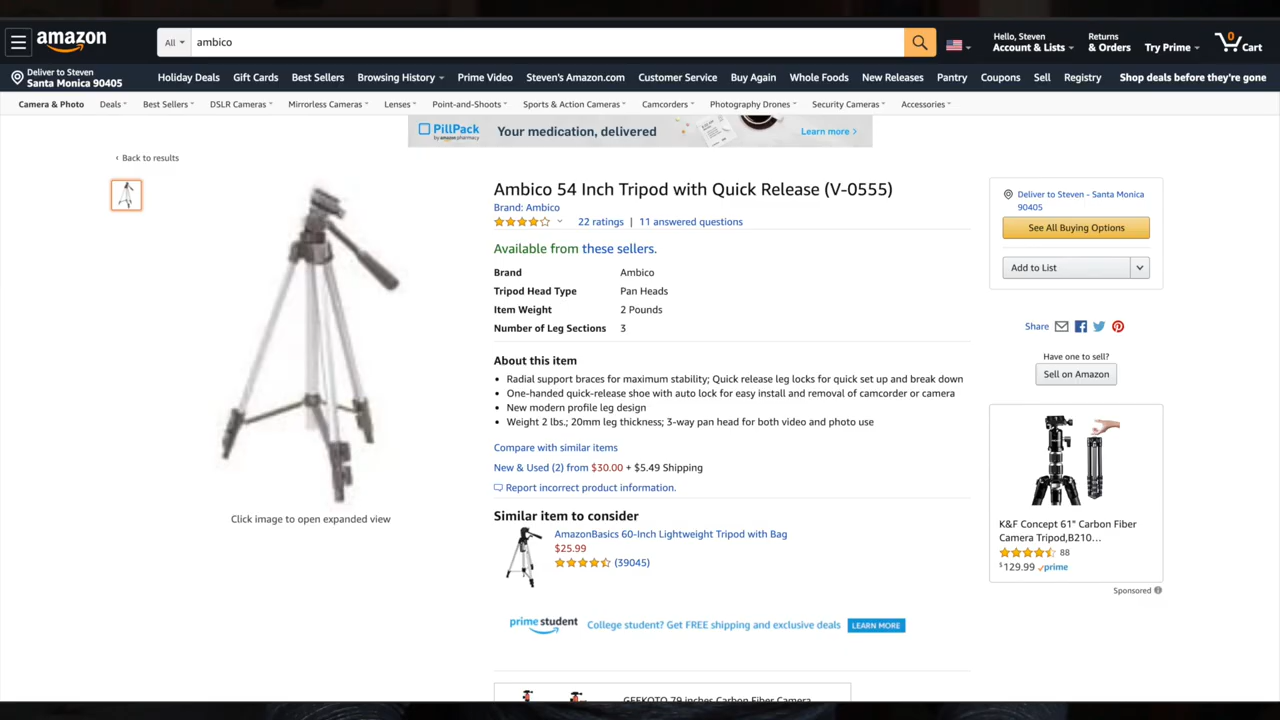 amazon
All
ambico
Hello, Steven
Account & Lists
Returns
& Orders
Try Prime
0
Cart
Deliver to Steven
Santa Monica 90405
Holiday Deals
Gift Cards
Best Sellers
Browsing History
Prime Video
Steven's Amazon.com
Customer Service
Buy Again
Whole Foods
New Releases
Pantry
Coupons
Sell
Registry
Shop deals before they're gone
Camera & Photo
Deals
Best Sellers
DSLR Cameras
Mirrorless Cameras
Lenses
Point-and-Shoots
Sports & Action Cameras
Camcorders
Photography Drones
Security Cameras
Accessories
PillPack
by amazon pharmacy
Your medication, delivered
Learn more >
‹ Back to results
Click image to open expanded view
Ambico 54 Inch Tripod with Quick Release (V-0555)
Brand: Ambico
22 ratings | 11 answered questions
Available from these sellers.
Brand Ambico
Tripod Head Type Pan Heads
Item Weight 2 Pounds
Number of Leg Sections 3
About this item
• Radial support braces for maximum stability; Quick release leg locks for quick set up and break down
• One-handed quick-release shoe with auto lock for easy install and removal of camcorder or camera
• New modern profile leg design
• Weight 2 lbs.; 20mm leg thickness; 3-way pan head for both video and photo use
Compare with similar items
New & Used (2) from $30.00 + $5.49 Shipping
Report incorrect product information.
Similar item to consider
AmazonBasics 60-Inch Lightweight Tripod with Bag
$25.99
(39045)
prime student
College student? Get FREE shipping and exclusive deals
LEARN MORE
GEEKOTO 79 inches Carbon Fiber Camera
Deliver to Steven - Santa Monica
90405
See All Buying Options
Add to List
Share
Have one to sell?
Sell on Amazon
K&F Concept 61" Carbon Fiber
Camera Tripod,B210...
88
$129.99 prime
Sponsored